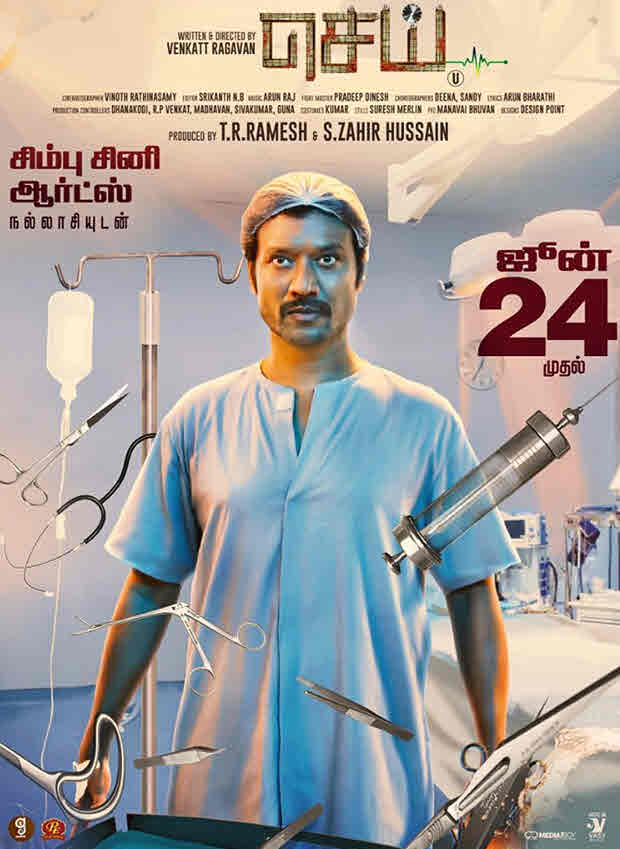 WRITTEN & DIRECTED BY
VENKATT RAGAVAN
செய்
U
CINEMATOGRAPHER VINOTH RATHINASAMY EDITOR SRIKANTH N.B MUSIC ARUN RAJ FIGHT MASTER PRADEEP DINESH CHOREOGRAPHERS DEENA, SANDY LYRICS ARUN BHARATHI
PRODUCTION CONTROLLERS DHANAKODI, R.P VENKAT, MADHAVAN, SIVAKUMAR, GUNA COSTUMES KUMAR STILLS SURESH MERLIN PRO MANAVAI BHUVAN DESIGNS DESIGN POINT
PRODUCED BY T.R.RAMESH & S.ZAHIR HUSSAIN
சிம்பு சினி
ஆர்ட்ஸ்
நல்லாசியுடன்
ஜூன்
24
முதல்